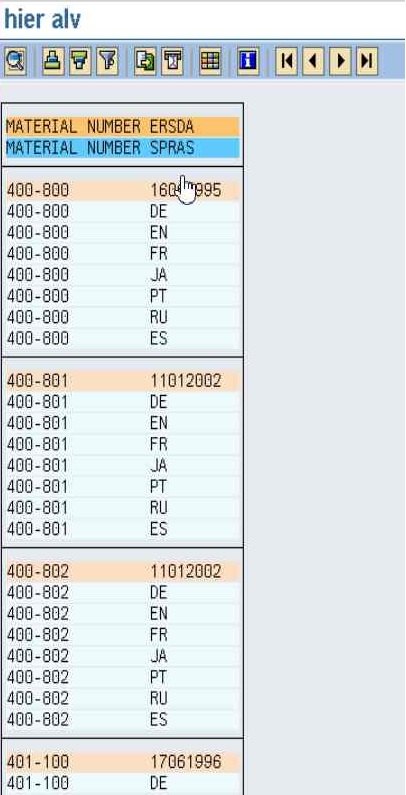 hier alv
MATERIAL NUMBER ERSDA
MATERIAL NUMBER SPRAS
400-800
400-800 DE
400-800 EN
400-800 FR
400-800 JA
400-800 PT
400-800 RU
400-800 ES
400-801 11012002
400-801 DE
400-801 EN
400-801 FR
400-801 JA
400-801 PT
400-801 RU
400-801 ES
400-802 11012002
400-802 DE
400-802 EN
400-802 FR
400-802 JA
400-802 PT
400-802 RU
400-802 ES
401-100 17061996
401-100 DE